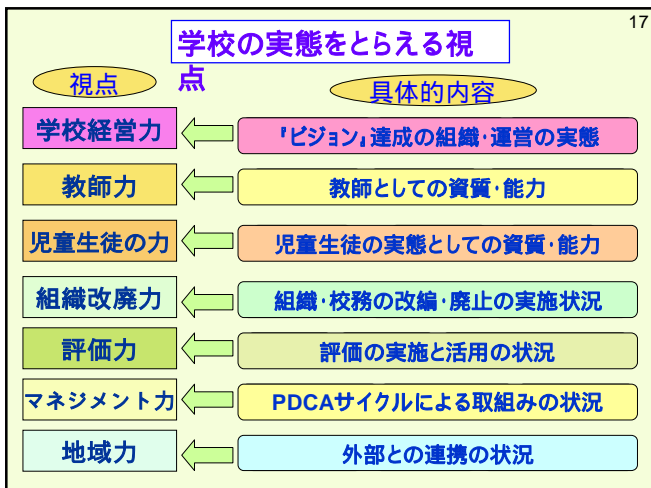 17
学校の実態をとらえる視
点
視点
具体的内容
学校経営力
『ビジョン』達成の組織・運営の実態
教師力
教師としての資質・能力
児童生徒の力
児童生徒の実態としての資質・能力
組織改廃力
組織・校務の改編・廃止の実施状況
評価力
評価の実施と活用の状況
マネジメント力
PDCAサイクルによる取組みの状況
地域力
外部との連携の状況